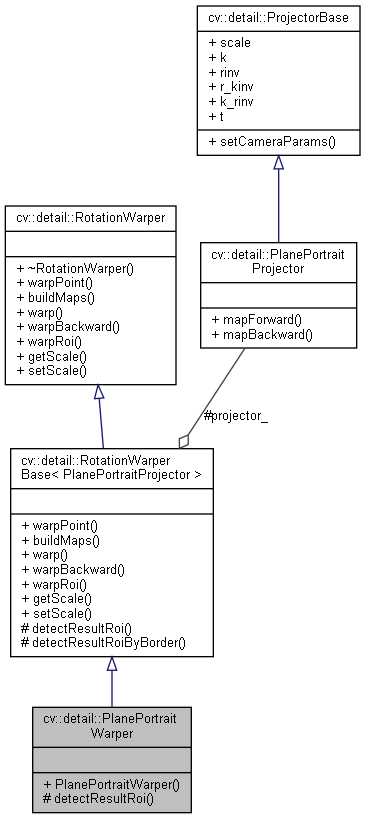 cv::detail::ProjectorBase
+ scale
+ k
+ rinv
+ r_kinv
+ k_rinv
+ t
+ setCameraParams()
cv::detail::RotationWarper
+ ~RotationWarper()
+ warpPoint()
+ buildMaps()
+ warp()
+ warpBackward()
+ warpRoi()
+ getScale()
+ setScale()
cv::detail::PlanePortrait
Projector
+ mapForward()
+ mapBackward()
#projector_
cv::detail::RotationWarper
Base< PlanePortraitProjector >
+ warpPoint()
+ buildMaps()
+ warp()
+ warpBackward()
+ warpRoi()
+ getScale()
+ setScale()
# detectResultRoi()
# detectResultRoiByBorder()
cv::detail::PlanePortrait
Warper
+ PlanePortraitWarper()
# detectResultRoi()